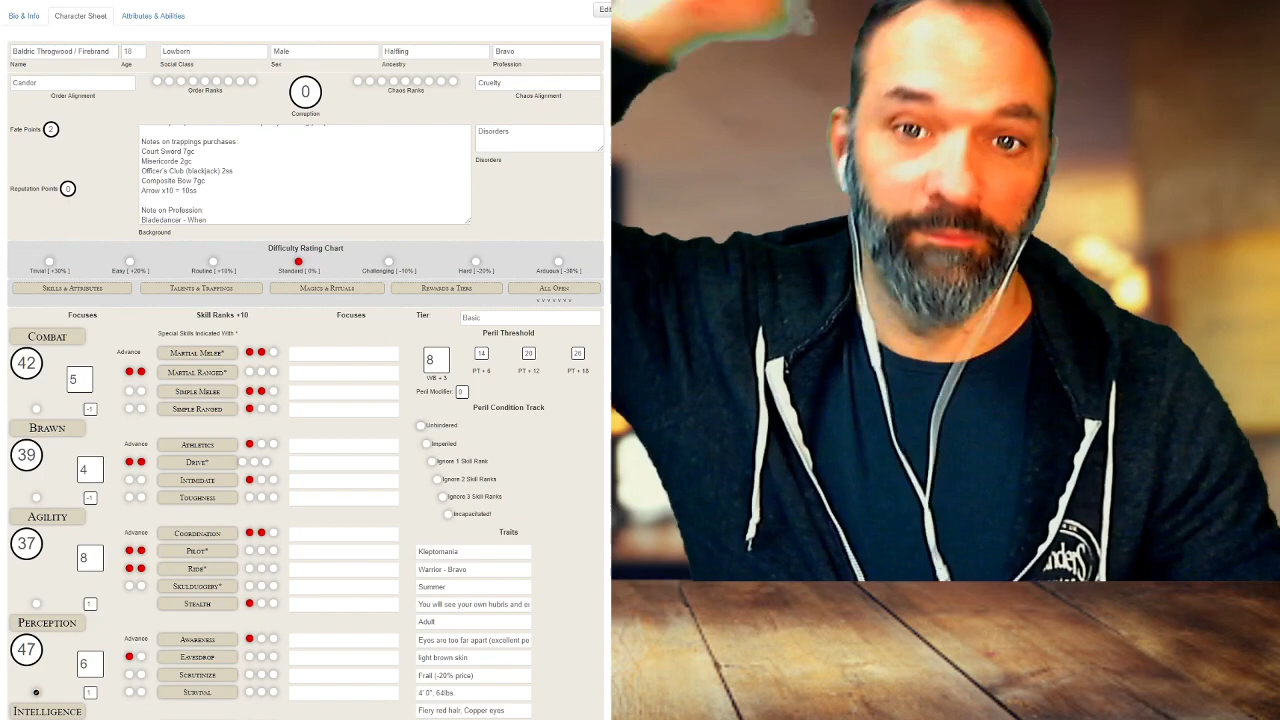 Bio & Info
Character Sheet
Attributes & Abilities
Edi
Baldric Throgwood / Firebrand
18
Lowborn
Male
Halfling
Bravo
Name
Age
Social Class
Sex
Ancestry
Profession
Candor
0
Cruelty
Order Alignment
Order Ranks
Corruption
Chaos Ranks
Chaos Alignment
Fate Points
2
Reputation Points
0
Notes on trappings purchases:
Court Sword 7gc
Misericorde 2gc
Officer's Club (blackjack) 2ss
Composite Bow 7gc
Arrow x10 = 10ss
Note on Profession:
Bladedancer - When
Background
Disorders
Disorders
Difficulty Rating Chart
Trivial [ +30% ]
Easy [ +20% ]
Routine [ +10% ]
Standard [ 0% ]
Challenging [ -10% ]
Hard [ -20% ]
Arduous [ -30% ]
Skills & Attributes
Talents & Trappings
Magics & Rituals
Rewards & Tiers
All Open
v v v v v v v
Focuses
Skill Ranks +10
Focuses
Tier:
Basic
Special Skills Indicated With *
Combat
42
5
-1
Advance
Martial Melee*
Martial Ranged*
Simple Melee
Simple Ranged
Brawn
39
4
-1
Advance
Athletics
Drive*
Intimidate
Toughness
Agility
37
8
1
Advance
Coordination
Pilot*
Ride*
Skulduggery*
Stealth
Perception
47
6
1
Advance
Awareness
Eavesdrop
Scrutinize
Survival
Intelligence
Peril Threshold
8
14
20
26
WB + 3
PT + 6
PT + 12
PT + 18
Peril Modifier:
0
Peril Condition Track
Unhindered
Imperiled
Ignore 1 Skill Rank
Ignore 2 Skill Ranks
Ignore 3 Skill Ranks
Incapacitated!
Traits
Kleptomania
Warrior - Bravo
Summer
You will see your own hubris and
Adult
Eyes are too far apart (excellent pe
light brown skin
Frail (-20% price)
4' 0", 64lbs.
Fiery red hair, Copper eyes